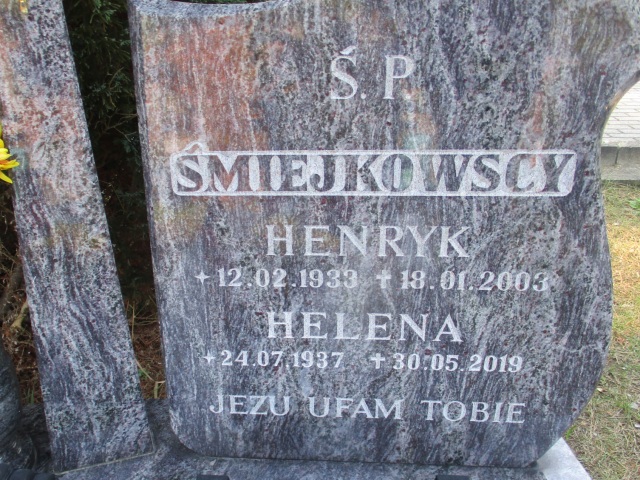 Ś.P.
ŚMIEJKOWSCY
HENRYK
+ 12.02.1933 + 18.01.2003
HELENA
+ 24.07.1937 + 30.05.2019
JEZU UFAM TOBIE